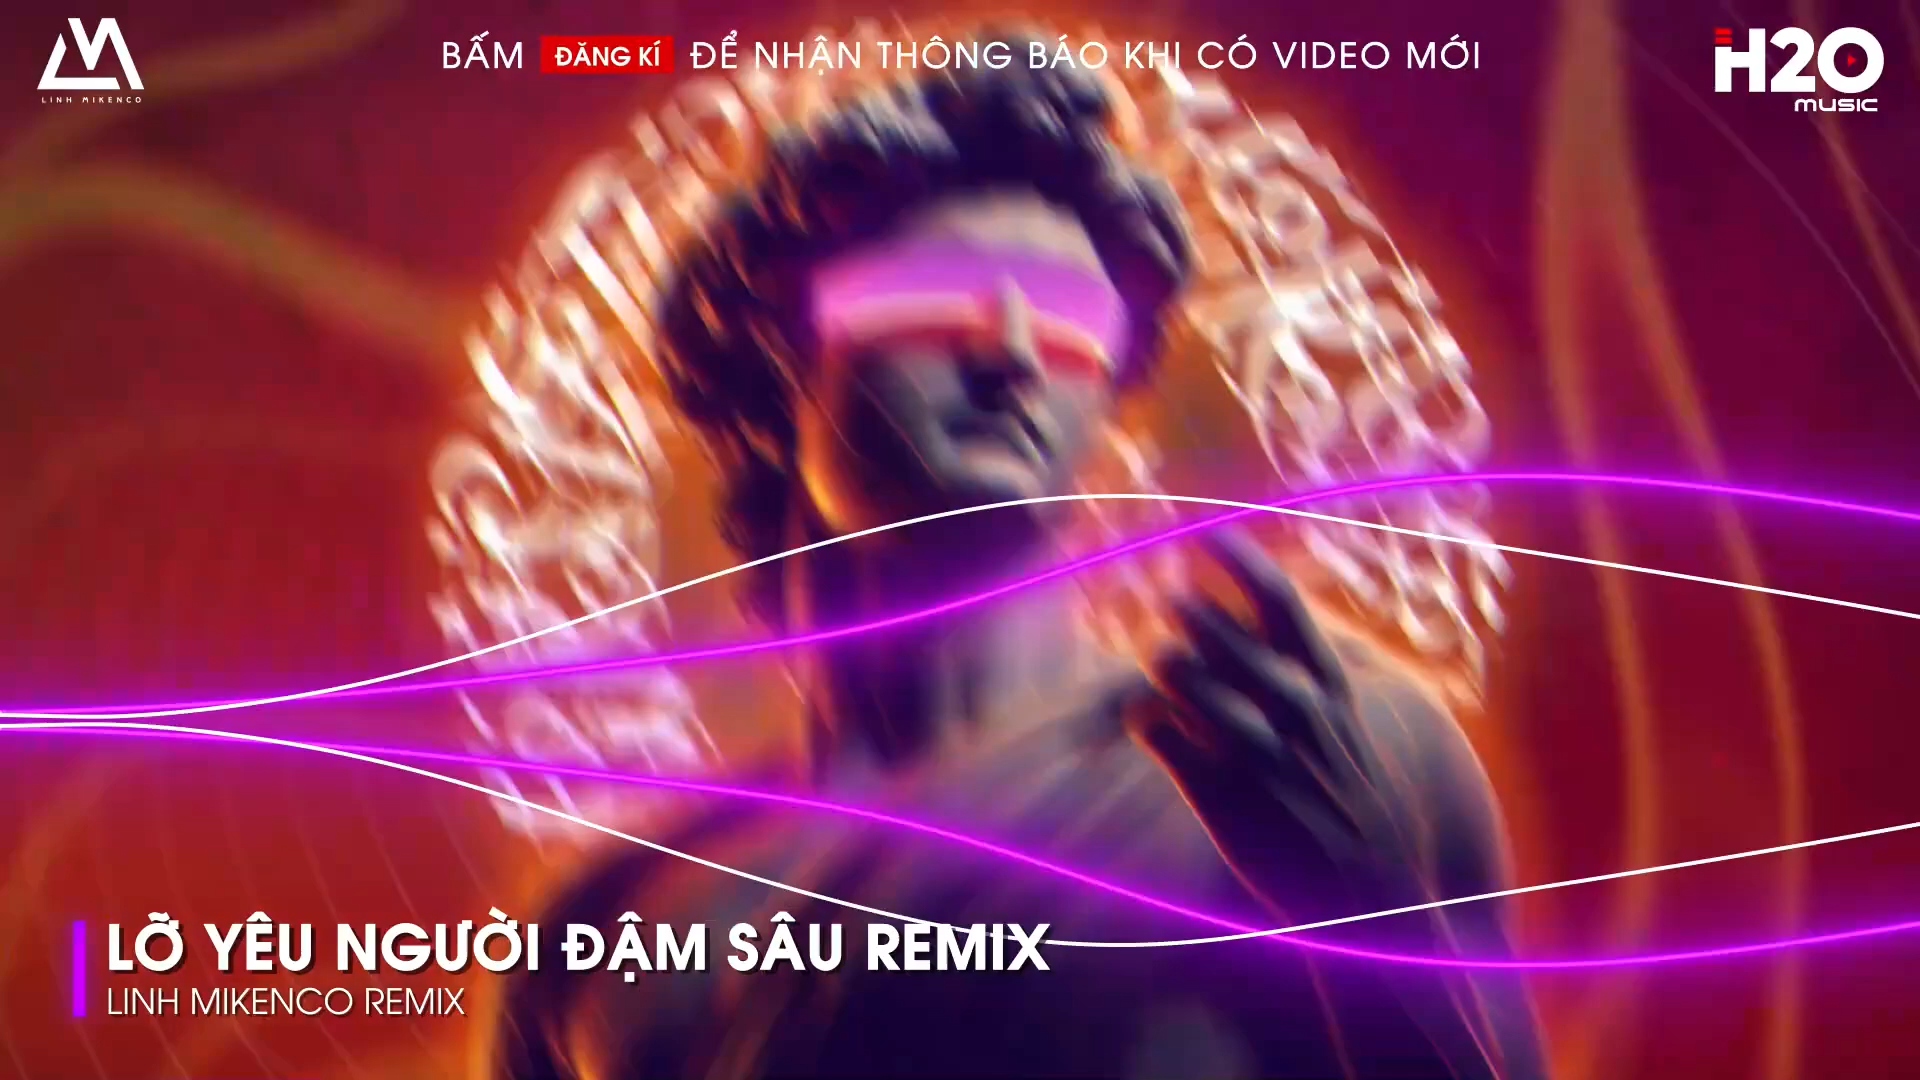 LINH MIKENCO
BẤM ĐĂNG KÍ ĐỂ NHẬN THÔNG BÁO KHI CÓ VIDEO MỚI
H2O
MUSIC
LỠ YÊU NGƯỜI ĐẬM SÂU REMIX
LINH MIKENCO REMIX